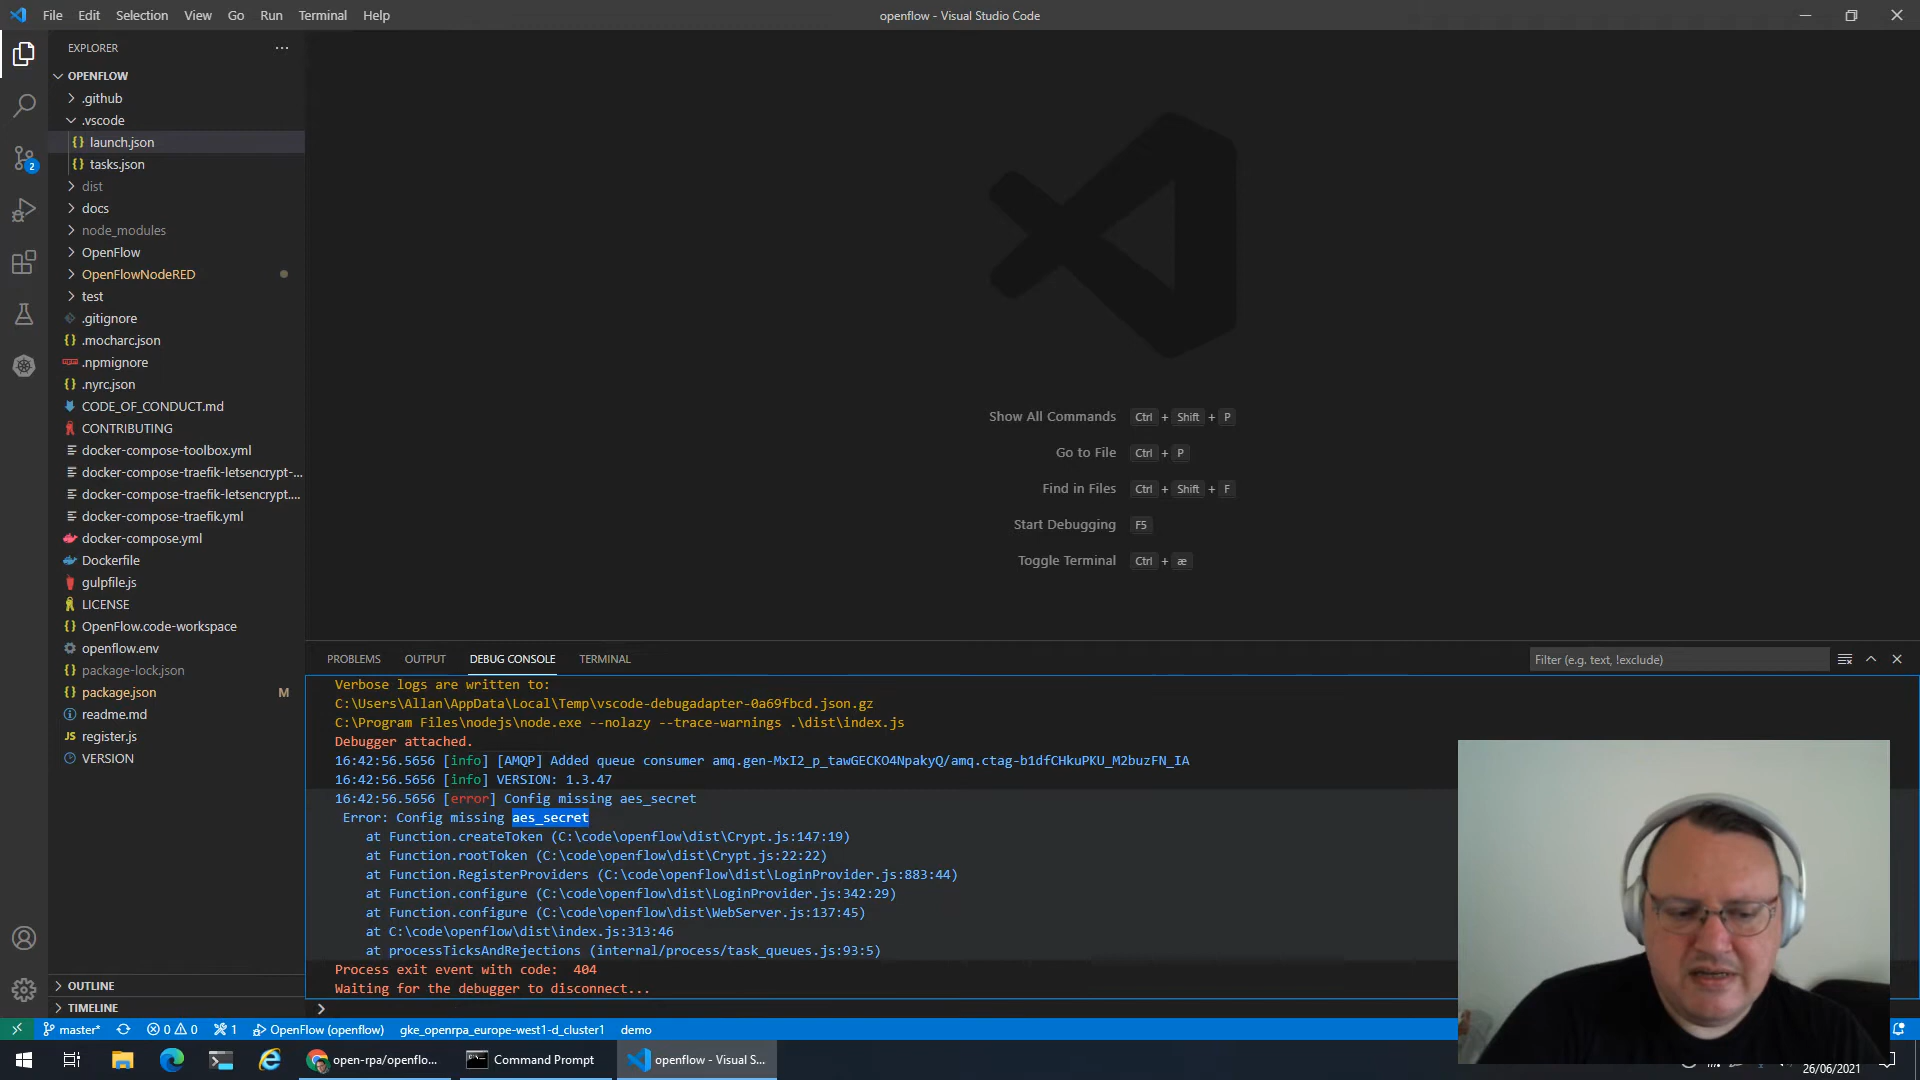 File Edit Selection View Go Run Terminal Help
openflow - Visual Studio Code
EXPLORER
OPENFLOW
.github
.vscode
launch.json
tasks.json
dist
docs
node_modules
OpenFlow
OpenFlowNodeRED
test
.gitignore
.mocharc.json
.npmignore
.nyrc.json
CODE_OF_CONDUCT.md
CONTRIBUTING
docker-compose-toolbox.yml
docker-compose-traefik-letsencrypt-...
docker-compose-traefik-letsencrypt....
docker-compose-traefik.yml
docker-compose.yml
Dockerfile
gulpfile.js
LICENSE
OpenFlow.code-workspace
openflow.env
package-lock.json
package.json M
readme.md
register.js
VERSION
OUTLINE
TIMELINE
2
Show All Commands Ctrl + Shift + P
Go to File Ctrl + P
Find in Files Ctrl + Shift + F
Start Debugging F5
Toggle Terminal Ctrl + æ
PROBLEMS OUTPUT DEBUG CONSOLE TERMINAL
Filter (e.g. text, !exclude)
Verbose logs are written to:
C:\Users\Allan\AppData\Local\Temp\vscode-debugadapter-0a69fbcd.json.gz
C:\Program Files\nodejs\node.exe --nolazy --trace-warnings .\dist\index.js
Debugger attached.
16:42:56.5656 [info] [AMQP] Added queue consumer amq.gen-MxI2_p_tawGECKO4NpakyQ/amq.ctag-b1dfCHkuPKU_M2buzFN_IA
16:42:56.5656 [info] VERSION: 1.3.47
16:42:56.5656 [error] Config missing aes_secret
Error: Config missing aes_secret
at Function.createToken (C:\code\openflow\dist\Crypt.js:147:19)
at Function.rootToken (C:\code\openflow\dist\Crypt.js:22:22)
at Function.RegisterProviders (C:\code\openflow\dist\LoginProvider.js:883:44)
at Function.configure (C:\code\openflow\dist\LoginProvider.js:342:29)
at Function.configure (C:\code\openflow\dist\WebServer.js:137:45)
at C:\code\openflow\dist\index.js:313:46
at processTicksAndRejections (internal/process/task_queues.js:93:5)
Process exit event with code:  404
Waiting for the debugger to disconnect...
master* 0 0 1 OpenFlow (openflow) gke_openrpa_europe-west1-d_cluster1 demo
open-rpa/openflo... Command Prompt openflow - Visual S...
26/06/2021